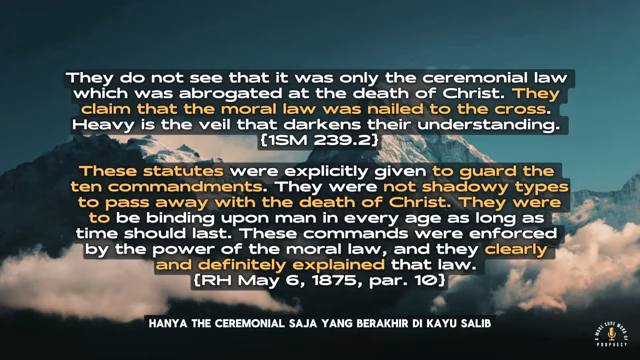 They do not see that it was only the ceremonial law
which was abrogated at the death of Christ. They
claim that the moral law was nailed to the cross.
Heavy is the veil that darkens their understanding.
{1SM 239.2}
These statutes were explicitly given to guard the
ten commandments. They were not shadowy types
to pass away with the death of Christ. They were
to be binding upon man in every age as long as
time should last. These commands were enforced
by the power of the moral law, and they clearly
and definitely explained that law.
{RH May 6, 1875, par. 10}
HANYA THE CEREMONIAL SAJA YANG BERAKHIR DI KAYU SALIB
A MORE SURE WORD OF
PROPHECY